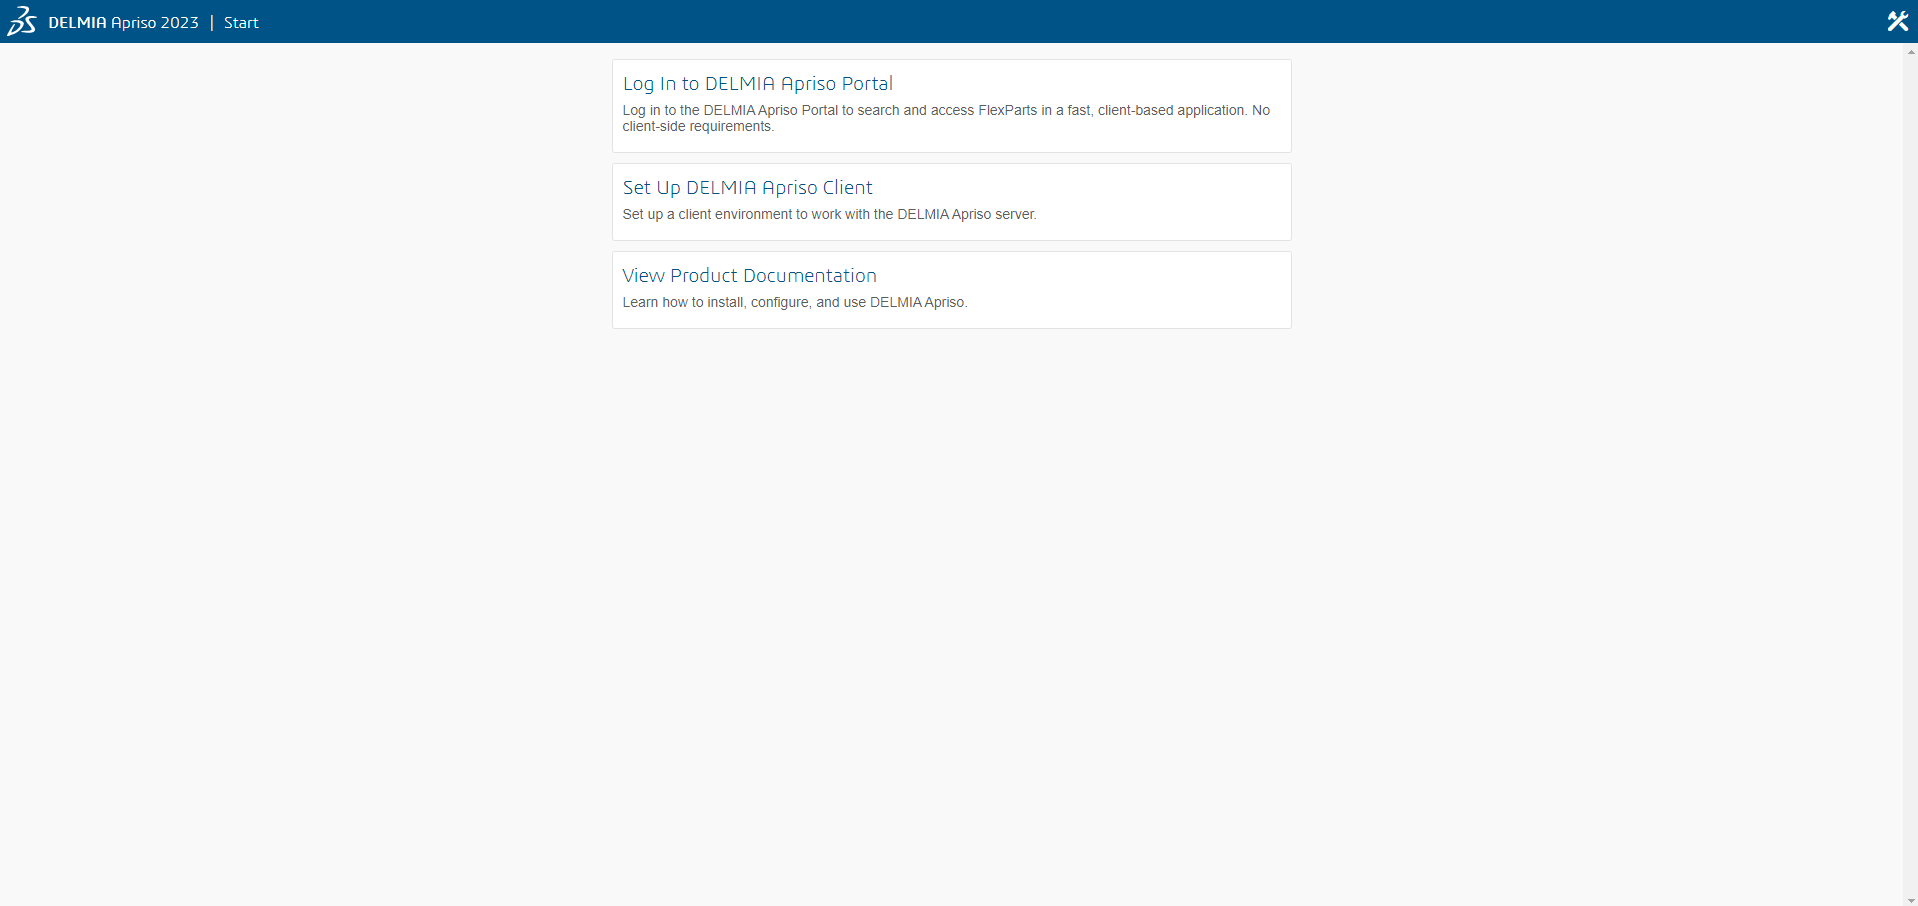 DELMIA Apriso 2023 | Start
Log In to DELMIA Apriso Portal
Log in to the DELMIA Apriso Portal to search and access FlexParts in a fast, client-based application. No
client-side requirements.
Set Up DELMIA Apriso Client
Set up a client environment to work with the DELMIA Apriso server.
View Product Documentation
Learn how to install, configure, and use DELMIA Apriso.